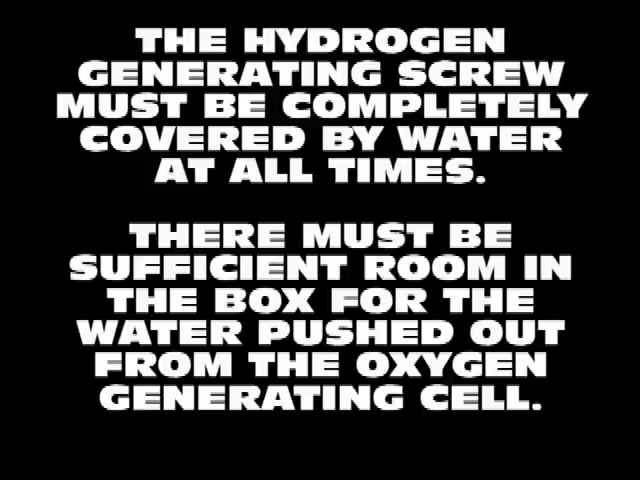 THE HYDROGEN
GENERATING SCREW
MUST BE COMPLETELY
COVERED BY WATER
AT ALL TIMES.
THERE MUST BE
SUFFICIENT ROOM IN
THE BOX FOR THE
WATER PUSHED OUT
FROM THE OXYGEN
GENERATING CELL.